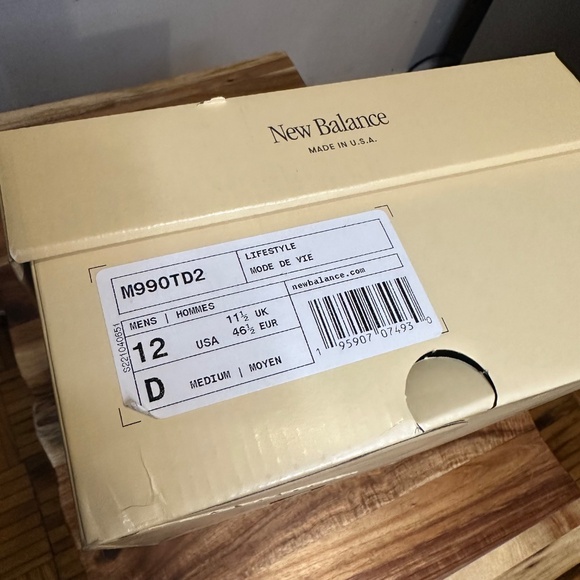 New Balance
MADE IN U.S.A.
M990TD2
LIFESTYLE
MODE DE VIE
MENS | HOMMES
12 USA
11½ UK
46½ EUR
D MEDIUM | MOYEN
newbalance.com
1 95907 07493 0
S221040651